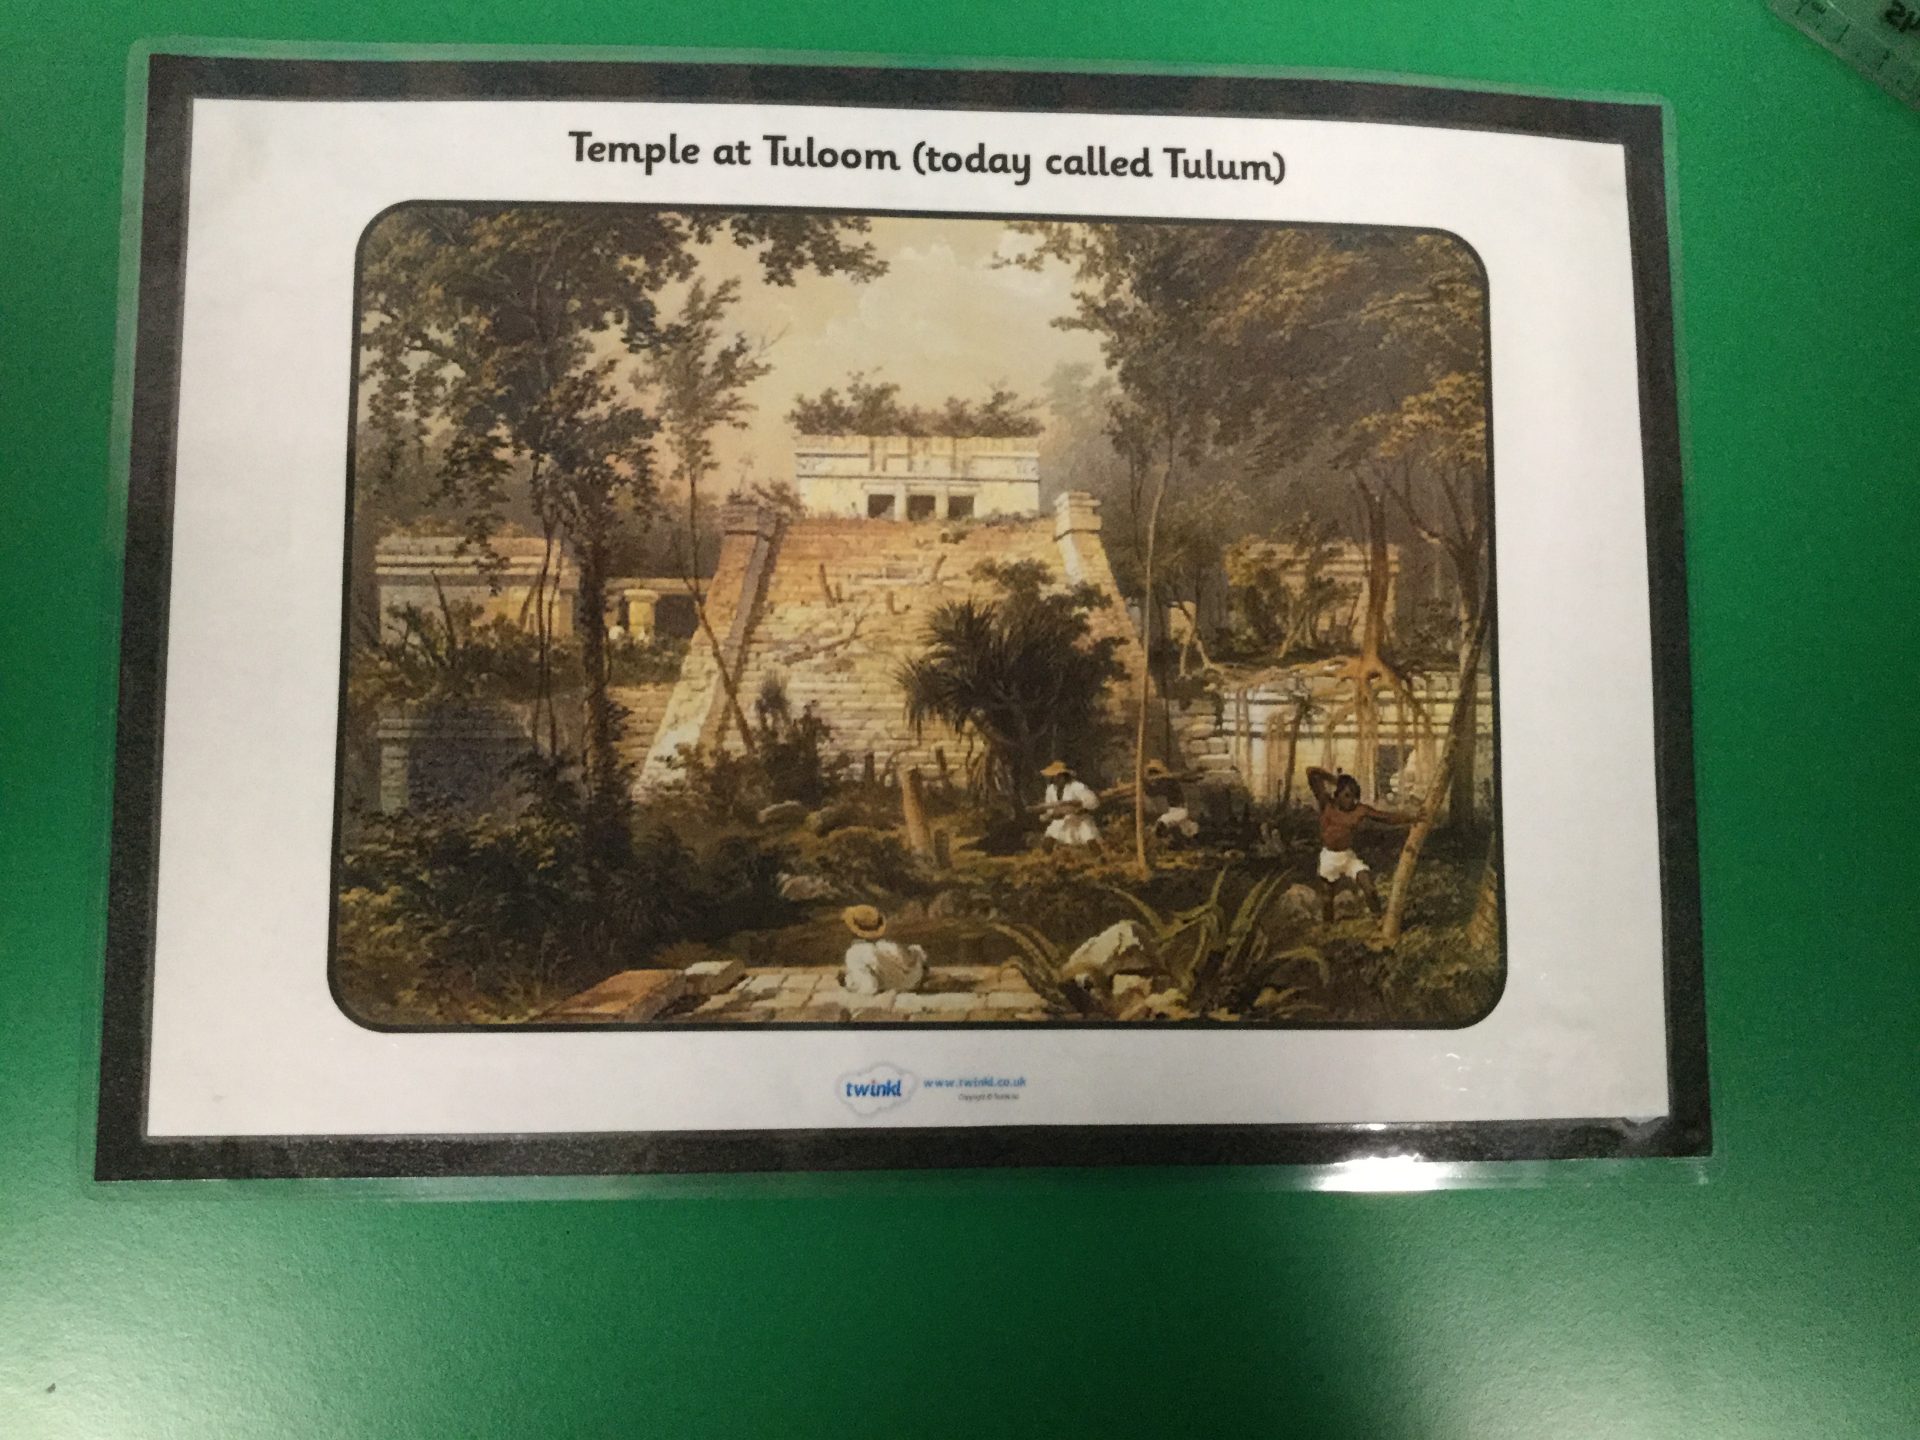 Temple at Tuloom (today called Tulum)
twinkl www.twinkl.co.uk